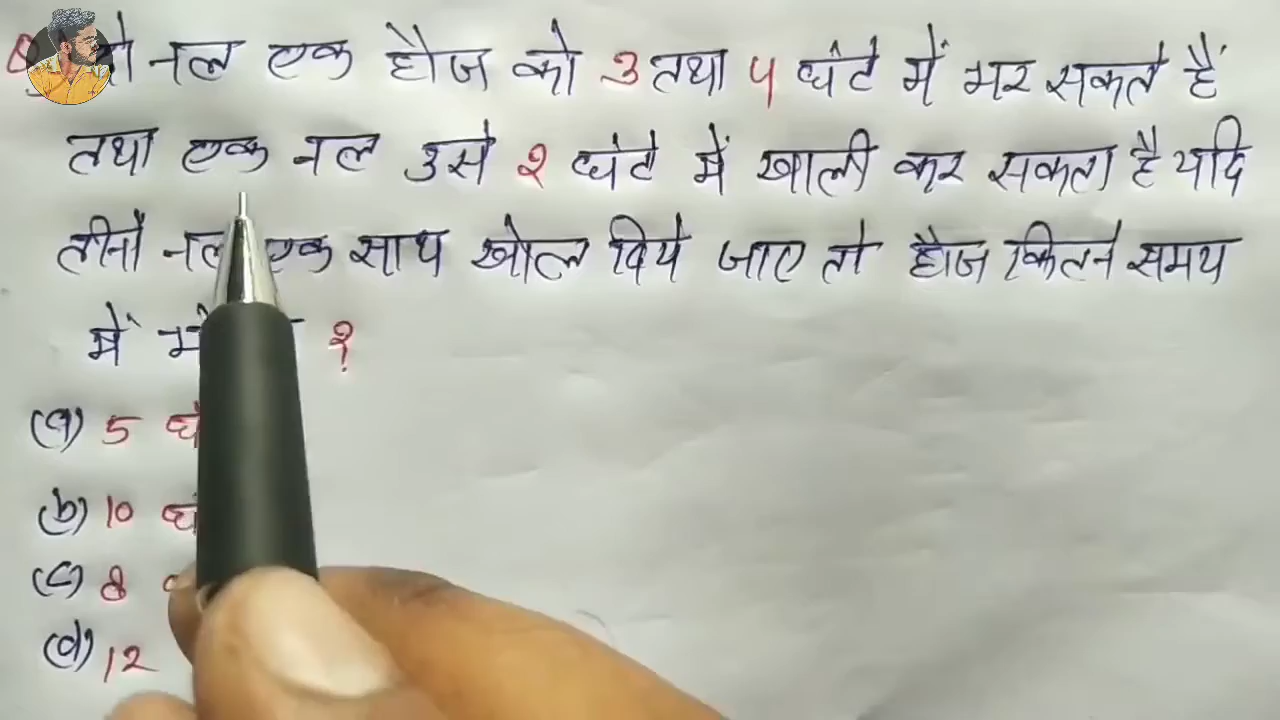 नल एक हौज को 3 तथा 4 घंटे में भर सकते हैं
तथा एक नल उसे 2 घंटे में खाली कर सकता है यदि
तीनों नल एक साथ खोल दिये जाए तो हौज कितने समय
में ?
(a) 5
(b) 10
(c) 8
(d) 12